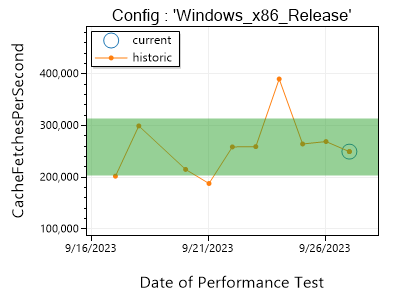 Config : 'Windows_x86_Release'
current
historic
CacheFetchesPerSecond
400,000
300,000
200,000
100,000
9/16/2023
9/21/2023
9/26/2023
Date of Performance Test